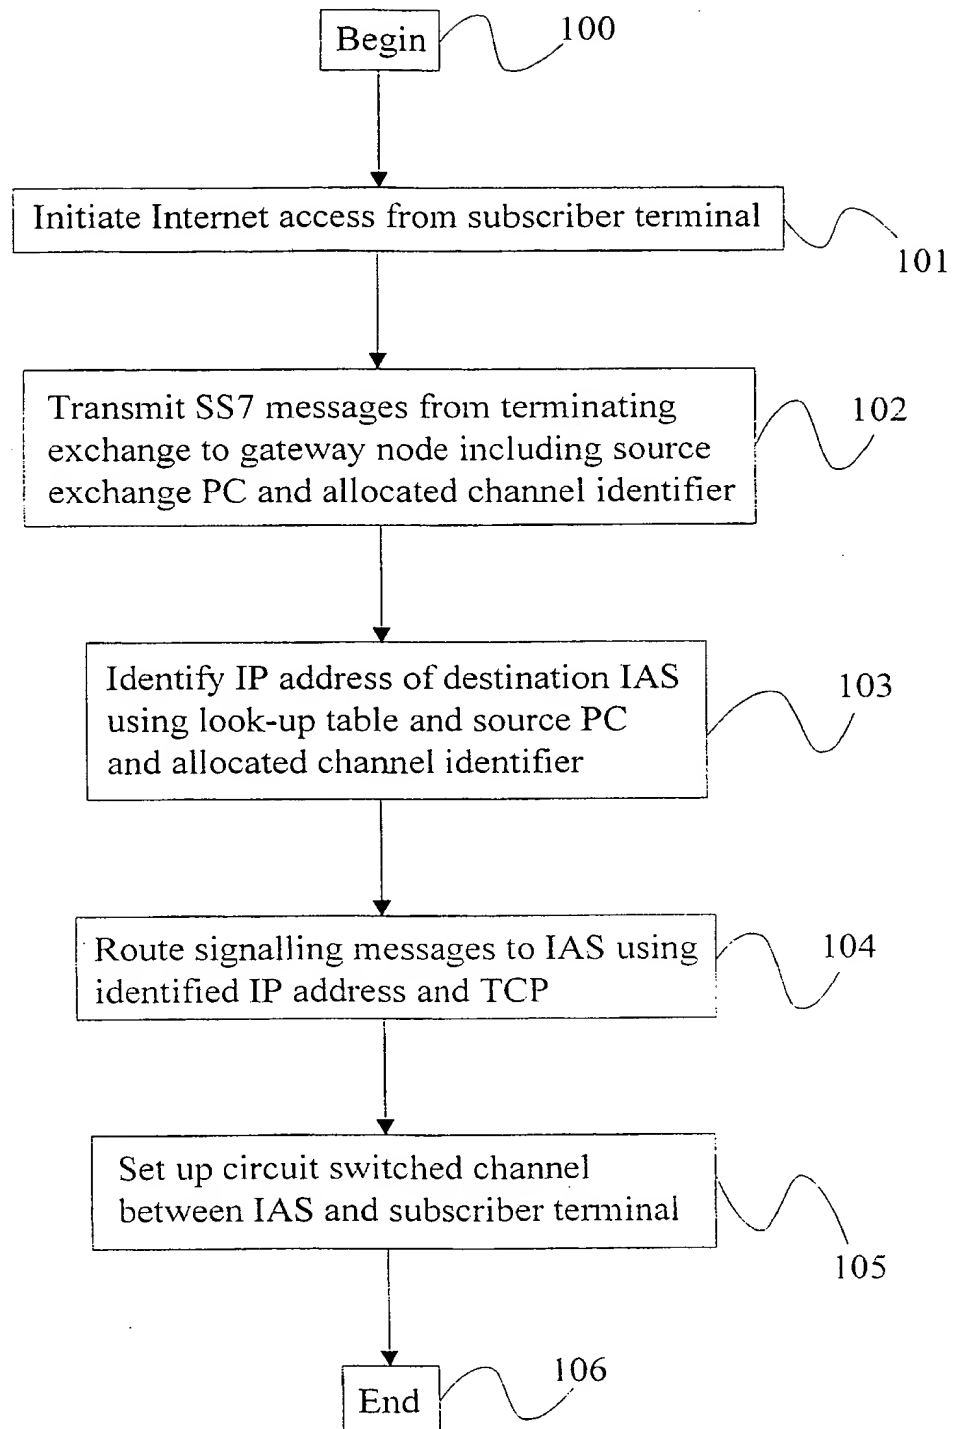 Begin
100
Initiate Internet access from subscriber terminal
101
Transmit SS7 messages from terminating
exchange to gateway node including source
exchange PC and allocated channel identifier
102
Identify IP address of destination IAS
using look-up table and source PC
and allocated channel identifier
103
Route signalling messages to IAS using
identified IP address and TCP
104
Set up circuit switched channel
between IAS and subscriber terminal
105
End
106